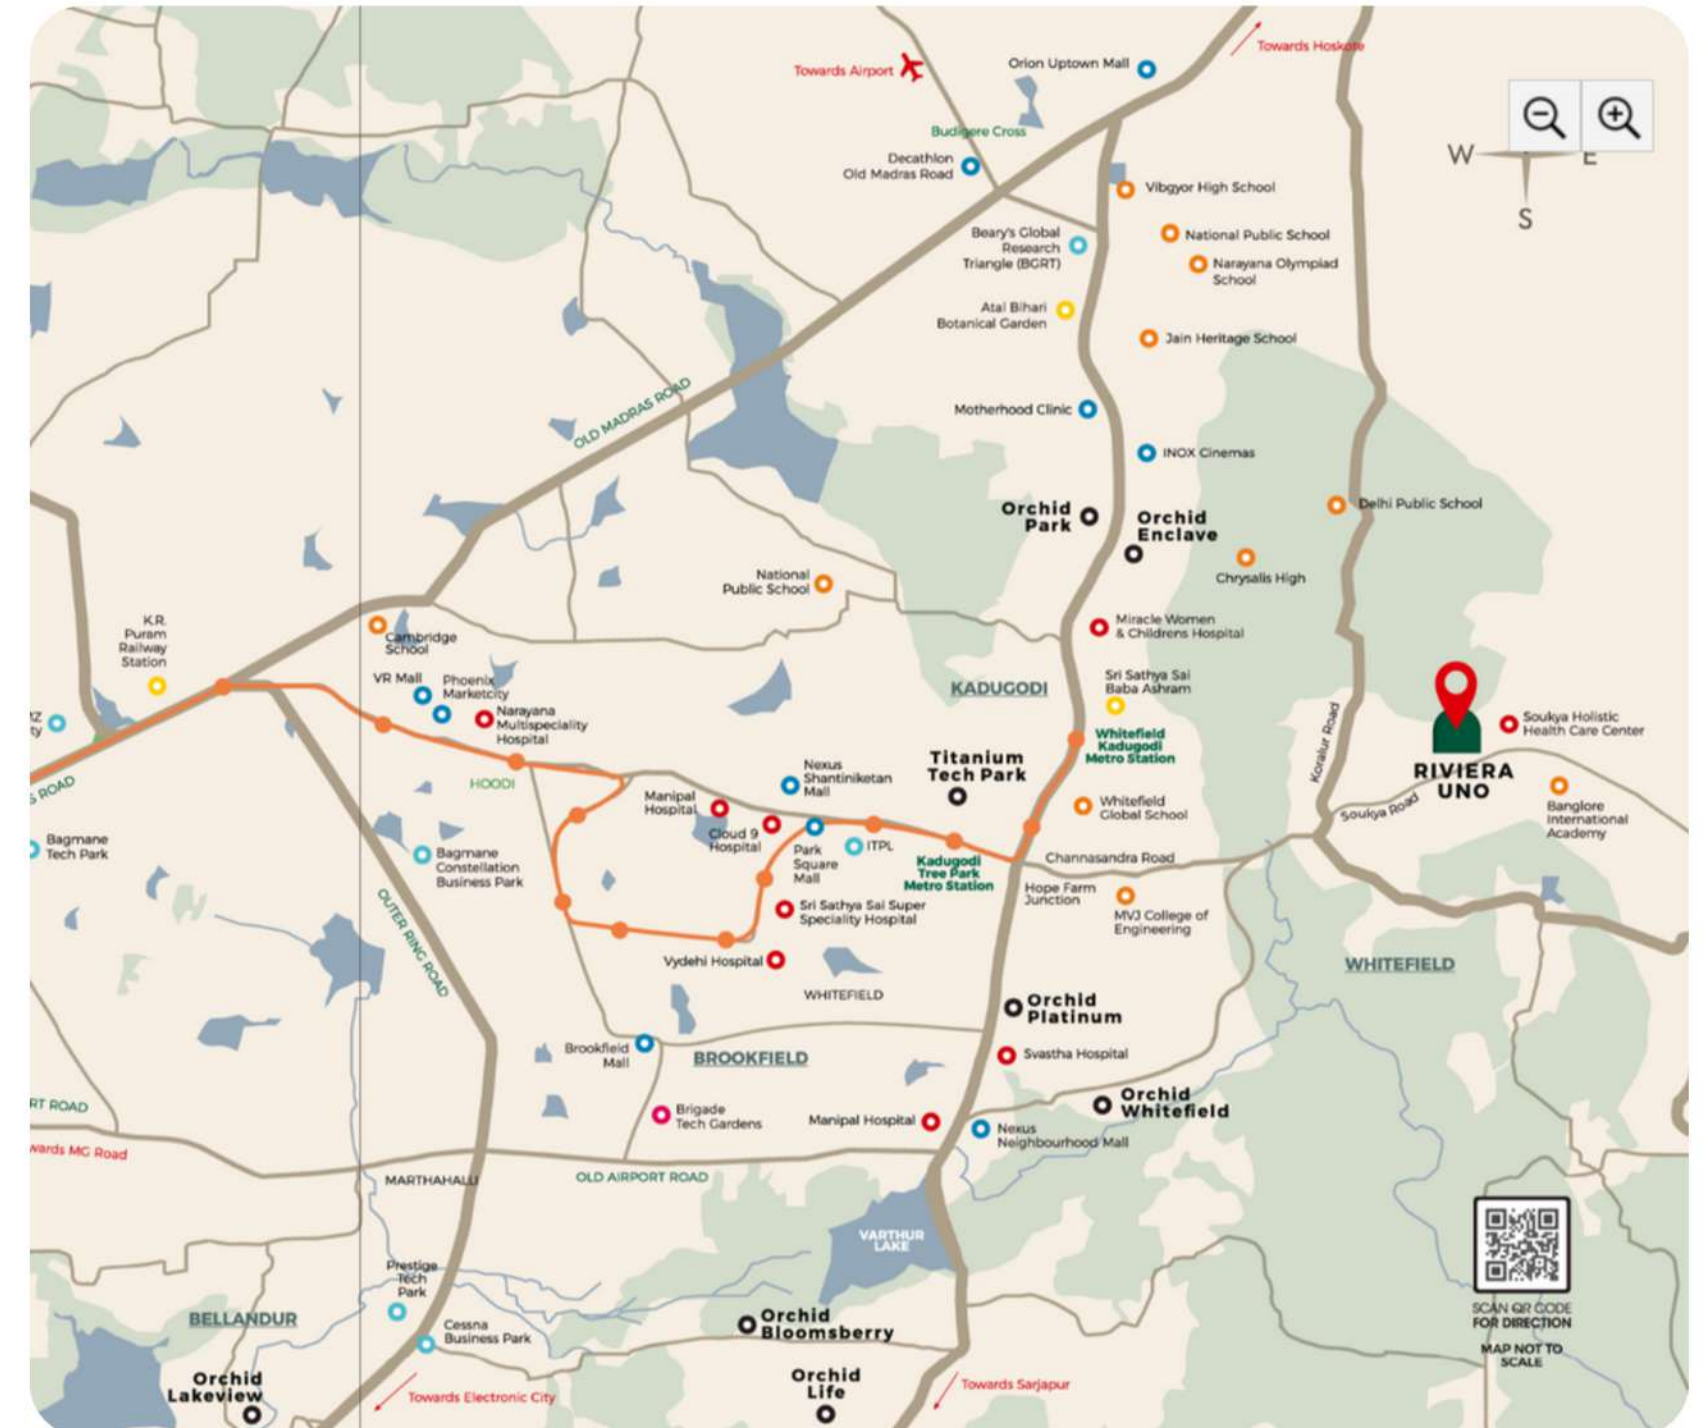 Towards Hoskote
Orion Uptown Mall
Towards Airport
Budigere Cross
W
E
S
Decathlon
Old Madras Road
Vibgyor High School
National Public School
Beary's Global
Research
Triangle (BGRT)
Narayana Olympiad
School
Atal Bihari
Botanical Garden
Jain Heritage School
OLD MADRAS ROAD
Motherhood Clinic
INOX Cinemas
Orchid
Park
Orchid
Enclave
Delhi Public School
Chrysalis High
National
Public School
K.R.
Puram
Railway
Station
Cambridge
School
Miracle Women
& Childrens Hospital
VR Mall
Phoenix
Marketcity
KADUGODI
Sri Sathya Sai
Baba Ashram
Narayana
Multispeciality
Hospital
Whitefield
Kadugodi
Metro Station
Koralur Road
Soukya Holistic
Health Care Center
Titanium
Tech Park
Nexus
Shantiniketan
Mall
HOODI
RIVIERA
UNO
Manipal
Hospital
Whitefield
Global School
Soukya Road
Banglore
International
Academy
S ROAD
Cloud 9
Hospital
Park
Square
Mall
ITPL
Bagmane
Tech Park
Bagmane
Constellation
Business Park
Kadugodi
Tree Park
Metro Station
Channasandra Road
Hope Farm
Junction
MVJ College of
Engineering
OUTER RING ROAD
Sri Sathya Sai Super
Speciality Hospital
Vydehi Hospital
WHITEFIELD
WHITEFIELD
Orchid
Platinum
Brookfield
Mall
BROOKFIELD
Svastha Hospital
Orchid
Whitefield
RT ROAD
Brigade
Tech Gardens
Manipal Hospital
Nexus
Neighbourhood Mall
wards MG Road
MARTHAHALLI
OLD AIRPORT ROAD
VARTHUR
LAKE
Prestige
Tech
Park
BELLANDUR
Cessna
Business Park
Orchid
Bloomsberry
SCAN QR CODE
FOR DIRECTION
MAP NOT TO
SCALE
Orchid
Lakeview
Towards Electronic City
Orchid
Life
Towards Sarjapur